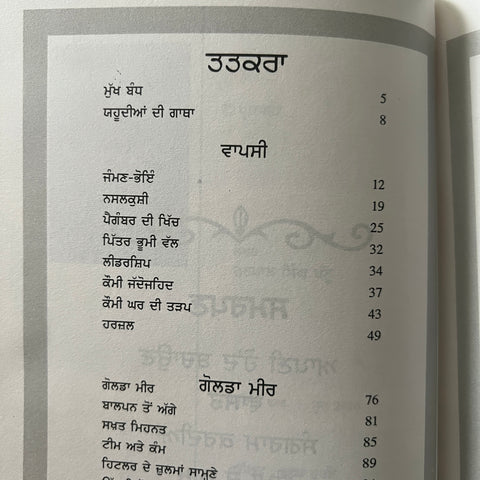 ਤਤਕਰਾ
ਮੁੱਖ ਬੰਧ 5
ਯਹੂਦੀਆਂ ਦੀ ਗਾਥਾ 8
ਵਾਪਸੀ
ਜੰਮਣ-ਭੋਇੰ 12
ਨਸਲਕੁਸ਼ੀ 19
ਪੈਗੰਬਰ ਦੀ ਖਿੱਚ 25
ਪਿੱਤਰ ਭੂਮੀ ਵੱਲ 32
ਲੀਡਰਸ਼ਿਪ 34
ਕੌਮੀ ਜੱਦੋਜਹਿਦ 37
ਕੌਮੀ ਘਰ ਦੀ ਤੜਪ 43
ਹਰਜ਼ਲ 49
ਗੋਲਡਾ ਮੀਰ
ਗੋਲਡਾ ਮੀਰ 76
ਬਾਲਪਨ ਤੋਂ ਅੱਗੇ 81
ਸਖ਼ਤ ਮਿਹਨਤ 85
ਟੀਮ ਅਤੇ ਕੰਮ 89
ਹਿਟਲਰ ਦੇ ਜ਼ੁਲਮਾਂ ਸਾਮ੍ਹਣੇ